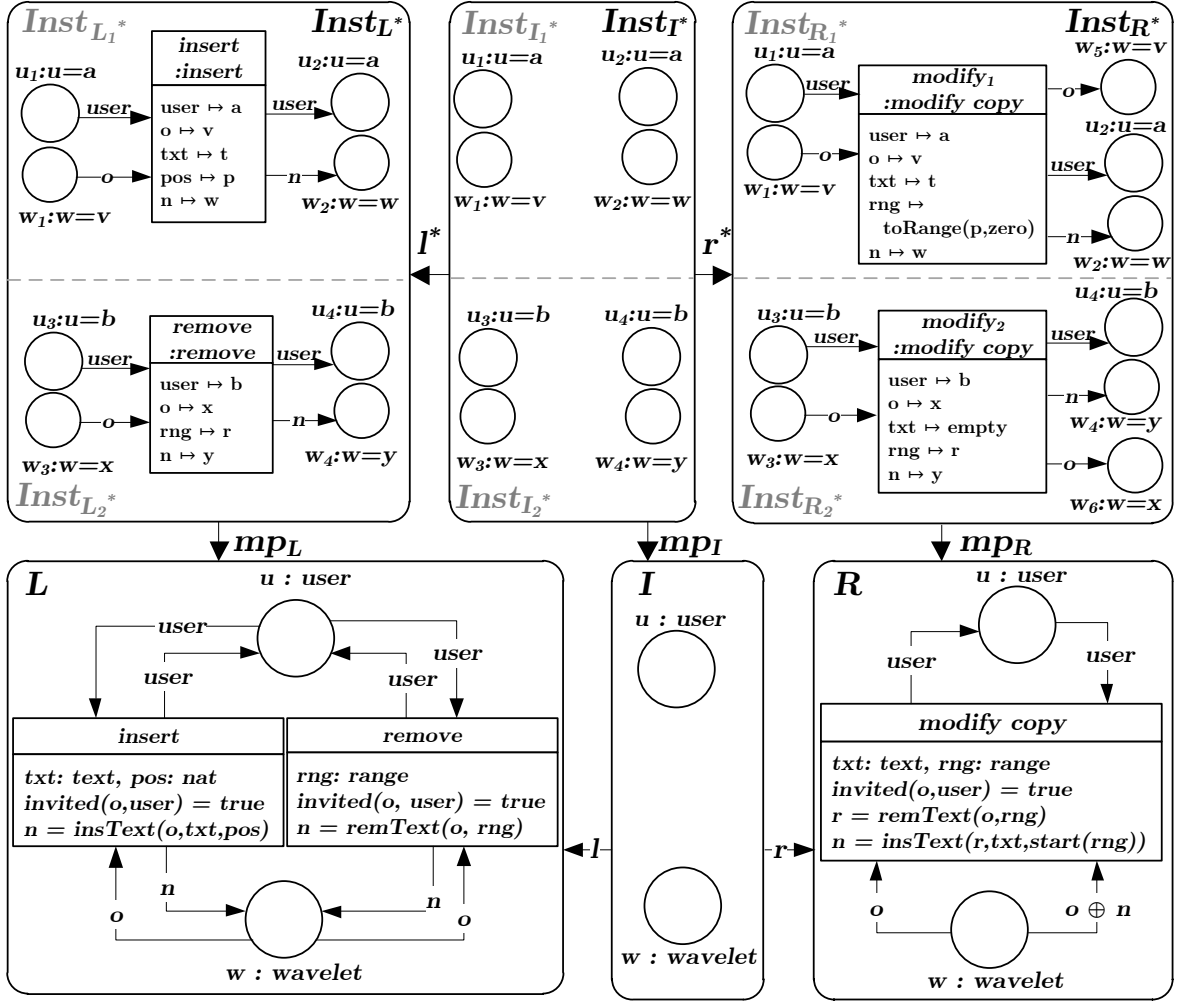 Inst_{L_1^*} Inst_{L^*}
insert
:insert
u₁:u=a
u₂:u=a
user
user
user ↦ a
o ↦ v
txt ↦ t
pos ↦ p
n ↦ w
o
n
w₁:w=v
w₂:w=w
u₃:u=b
u₄:u=b
remove
:remove
user
user
user ↦ b
o ↦ x
rng ↦ r
n ↦ y
o
n
w₃:w=x
w₄:w=y
Inst_{L_2^*}
l*
Inst_{I_1^*} Inst_{I^*}
u₁:u=a
u₂:u=a
w₁:w=v
w₂:w=w
u₃:u=b
u₄:u=b
w₃:w=x
w₄:w=y
Inst_{I_2^*}
r*
Inst_{R_1^*} Inst_{R^*}
w₅:w=v
u₁:u=a
modify₁
:modify copy
user
o
user ↦ a
o ↦ v
txt ↦ t
rng ↦
toRange(p,zero)
n ↦ w
u₂:u=a
o
user
w₁:w=v
n
w₂:w=w
u₃:u=b
u₄:u=b
modify₂
:modify copy
user
user
user ↦ b
o ↦ x
txt ↦ empty
rng ↦ r
n ↦ y
o
n
w₃:w=x
w₄:w=y
o
w₆:w=x
Inst_{R_2^*}
mp_L
mp_I
mp_R
L
u : user
user
user
user
user
insert
txt: text, pos: nat
invited(o,user) = true
n = insText(o,txt,pos)
remove
rng: range
invited(o, user) = true
n = remText(o, rng)
n
n
o
o
w : wavelet
l
I
u : user
w : wavelet
r
R
u : user
user
user
modify copy
txt: text, rng: range
invited(o,user) = true
r = remText(o,rng)
n = insText(r,txt,start(rng))
o
o ⊕ n
w : wavelet